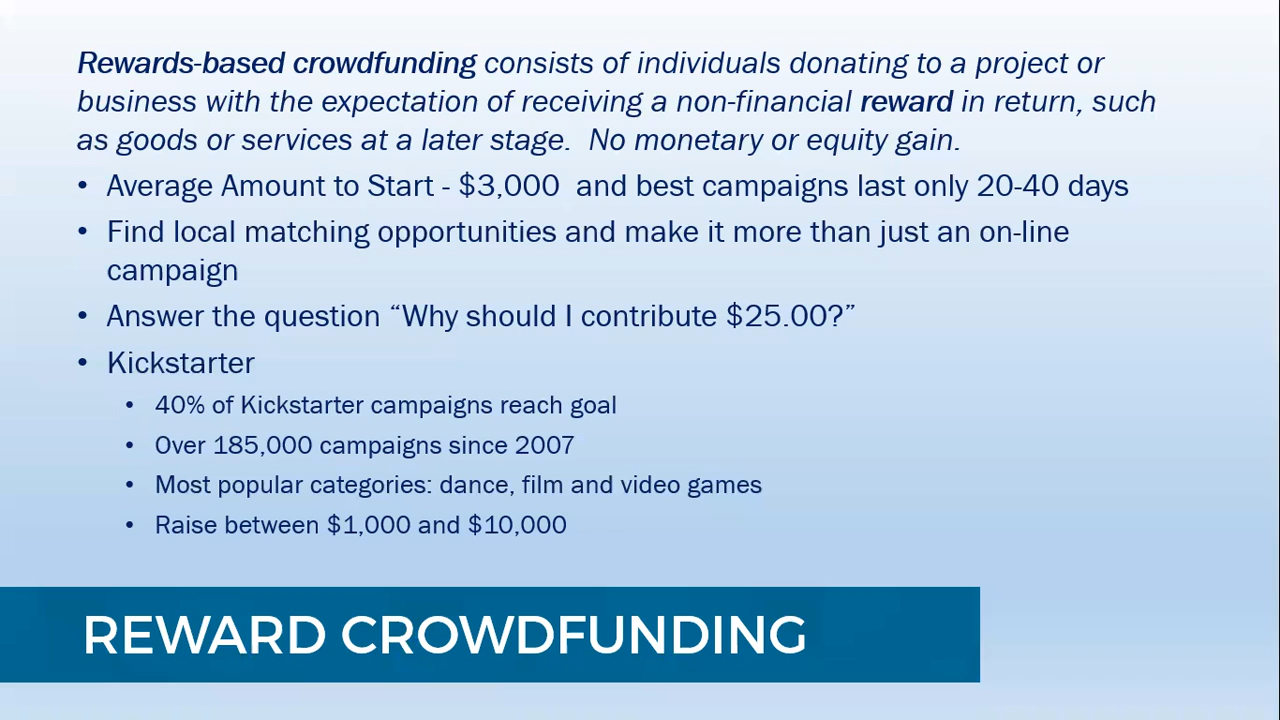 Rewards-based crowdfunding consists of individuals donating to a project or
business with the expectation of receiving a non-financial reward in return, such
as goods or services at a later stage.  No monetary or equity gain.
• Average Amount to Start - $3,000  and best campaigns last only 20-40 days
• Find local matching opportunities and make it more than just an on-line
campaign
• Answer the question “Why should I contribute $25.00?”
• Kickstarter
• 40% of Kickstarter campaigns reach goal
• Over 185,000 campaigns since 2007
• Most popular categories: dance, film and video games
• Raise between $1,000 and $10,000
REWARD CROWDFUNDING